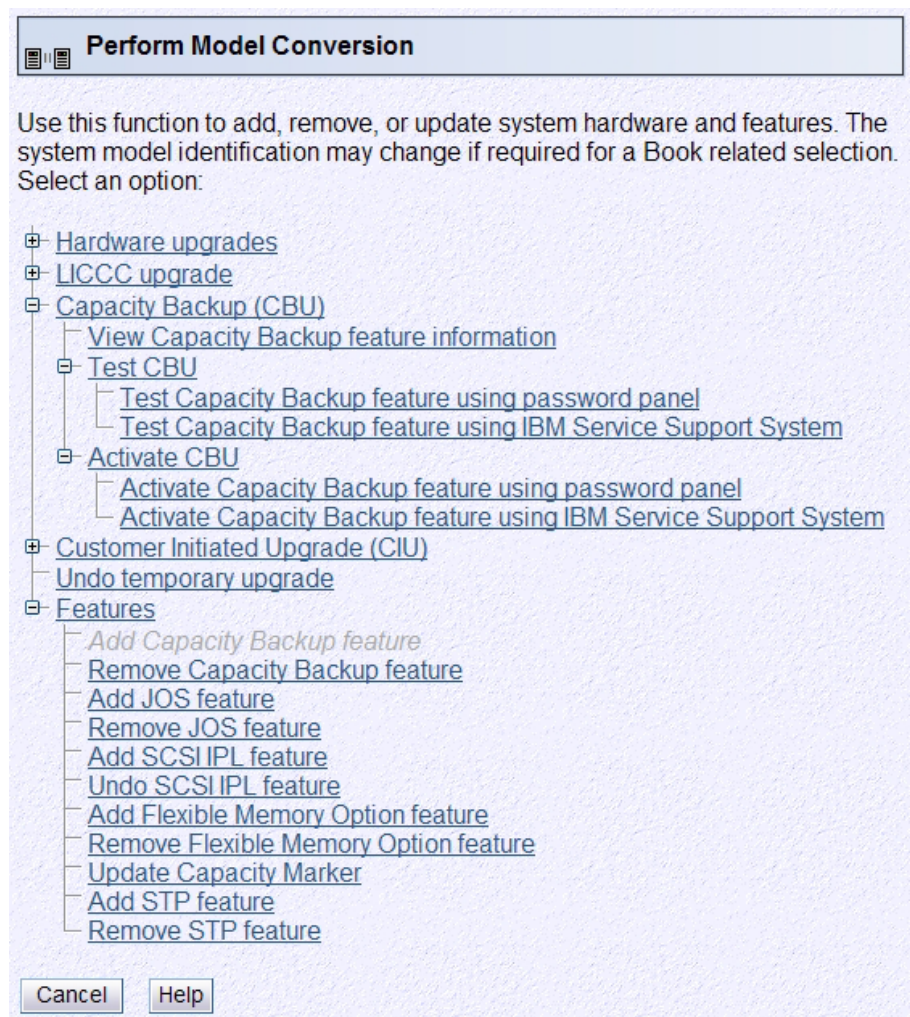 Perform Model Conversion
Use this function to add, remove, or update system hardware and features. The
system model identification may change if required for a Book related selection.
Select an option:
Hardware upgrades
LICCC upgrade
Capacity Backup (CBU)
View Capacity Backup feature information
Test CBU
Test Capacity Backup feature using password panel
Test Capacity Backup feature using IBM Service Support System
Activate CBU
Activate Capacity Backup feature using password panel
Activate Capacity Backup feature using IBM Service Support System
Customer Initiated Upgrade (CIU)
Undo temporary upgrade
Features
Add Capacity Backup feature
Remove Capacity Backup feature
Add JOS feature
Remove JOS feature
Add SCSI IPL feature
Undo SCSI IPL feature
Add Flexible Memory Option feature
Remove Flexible Memory Option feature
Update Capacity Marker
Add STP feature
Remove STP feature
Cancel Help